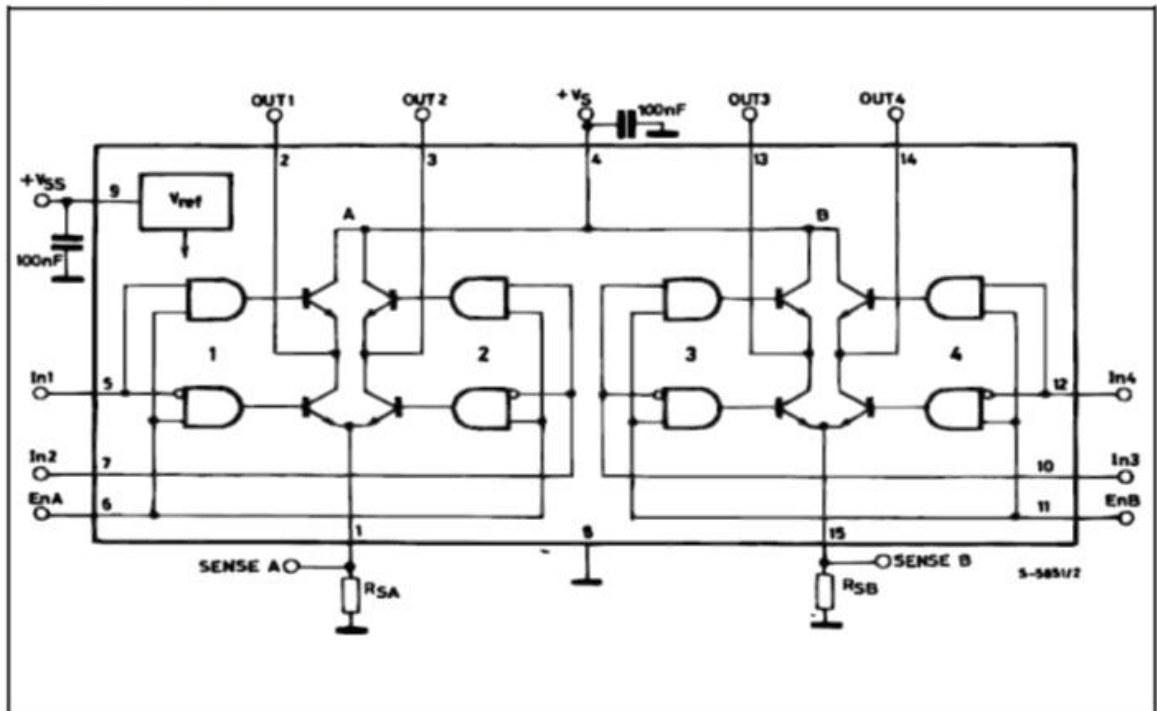 OUT1
OUT2
+Vs
100nF
OUT3
OUT4
2
3
4
13
14
+Vss
9
Vref
100nF
A
B
1
2
3
4
In1
5
12
In4
In2
7
10
In3
EnA
6
11
EnB
1
8
15
SENSE A
RSA
RSB
SENSE B
S-5851/2